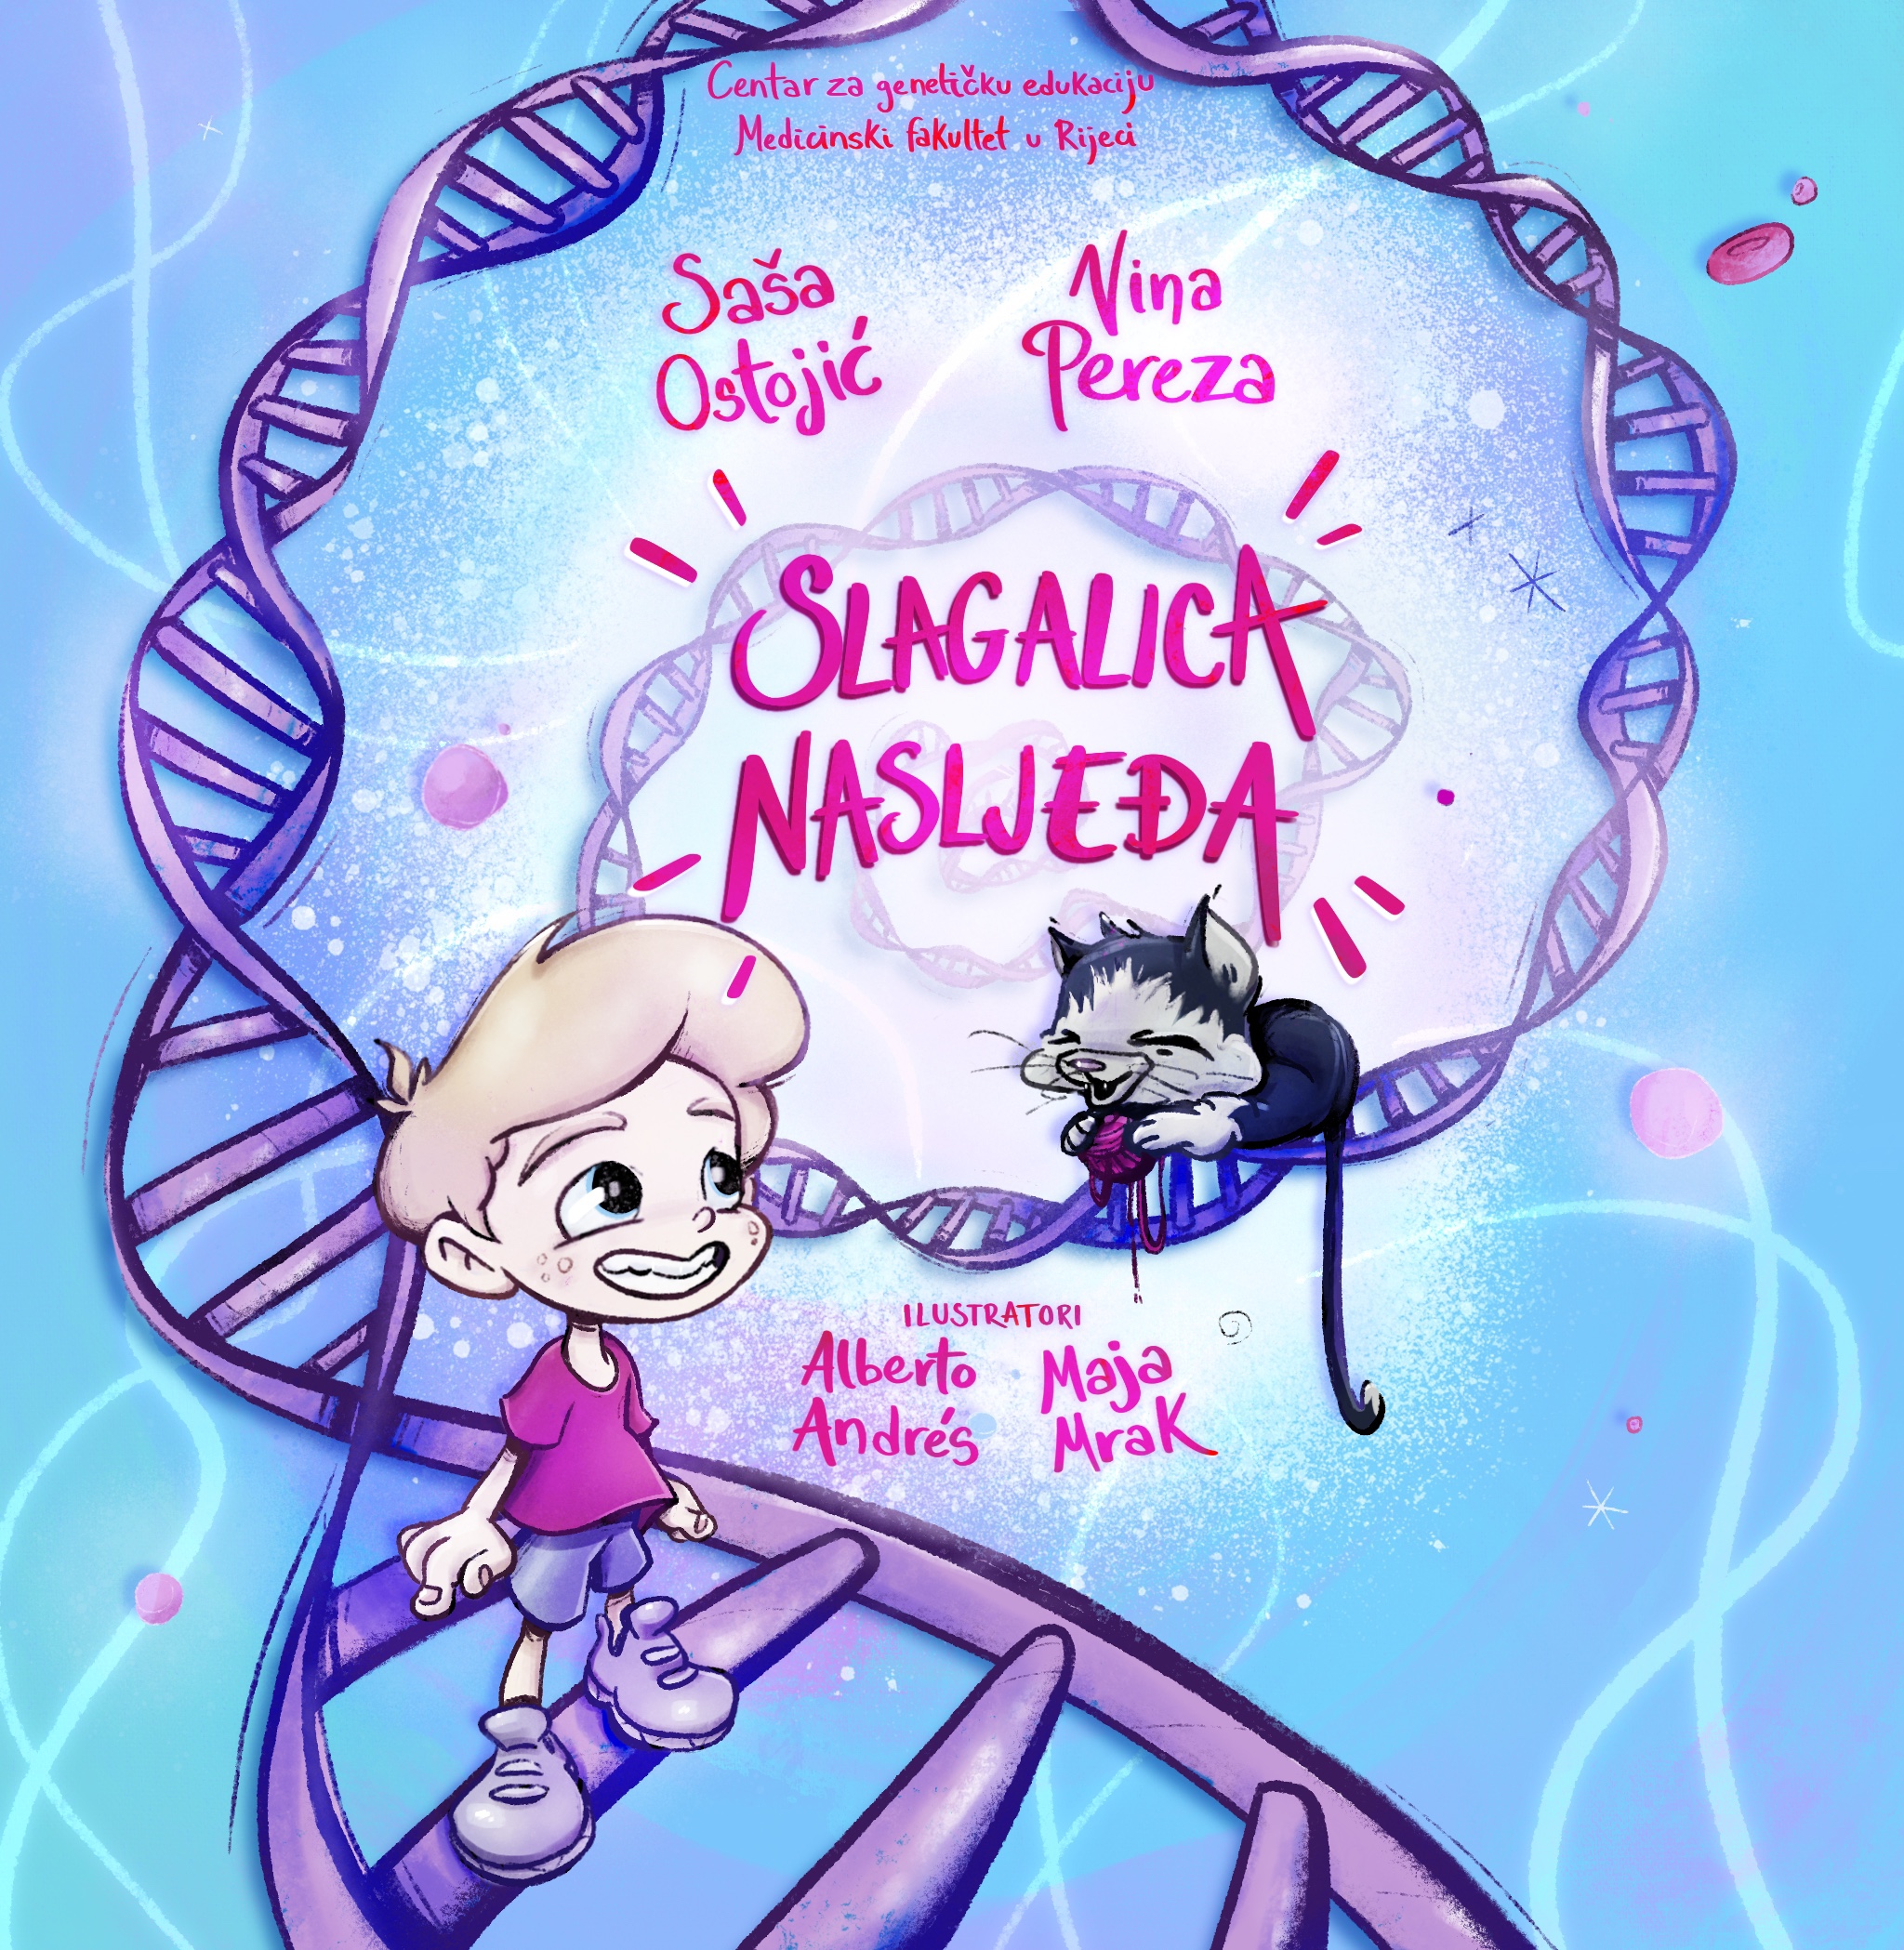 Centar za genetičku edukaciju
Medicinski fakultet u Rijeci
Saša
Ostojić
Nina
Pereza
SLAGALICA
NASLJEĐA
ILUSTRATORI
Alberto
Andrés
Maja
Mrak